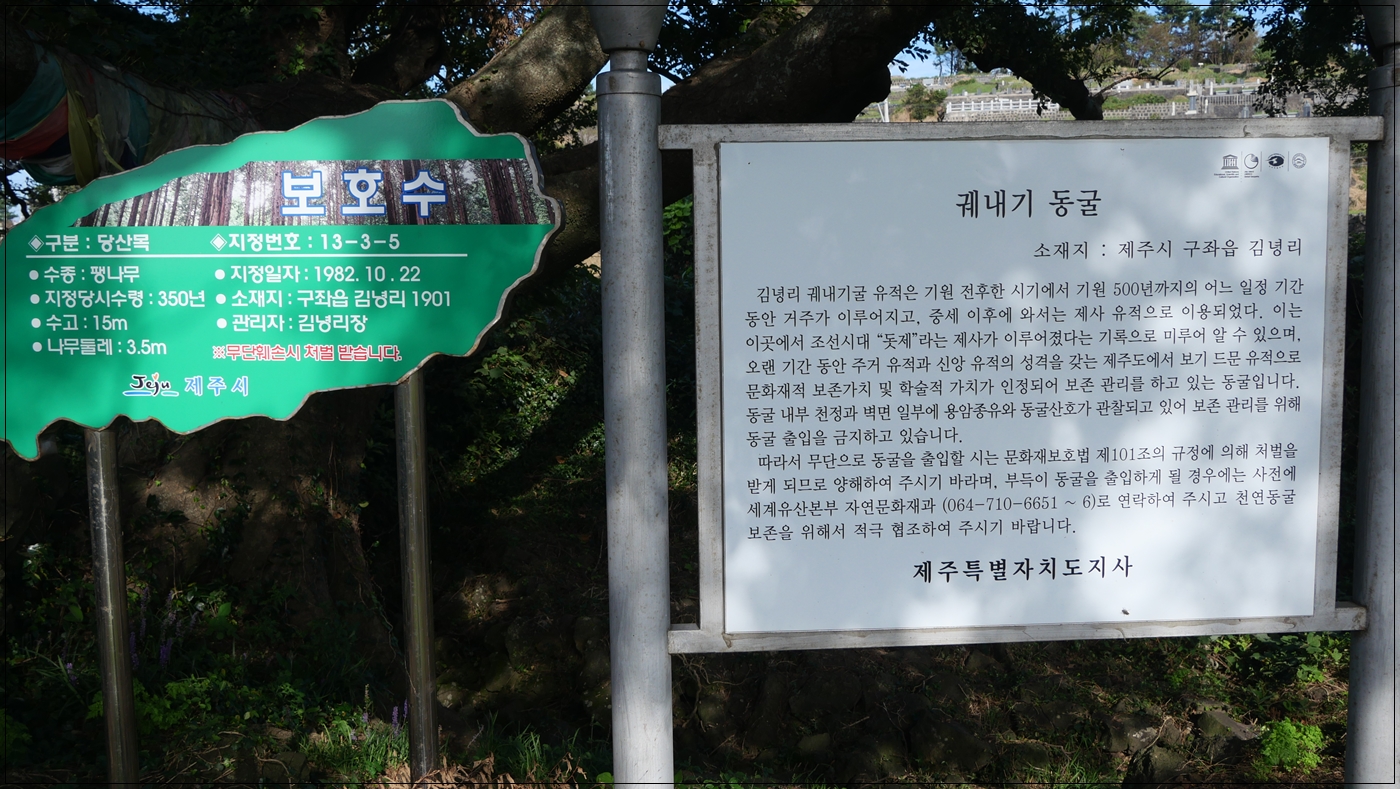 보호수
◈구분 : 당산목 ◈지정번호 : 13-3-5
● 수종 : 팽나무 ● 지정일자 : 1982. 10. 22
● 지정당시수령 : 350년 ● 소재지 : 구좌읍 김녕리 1901
● 수고 : 15m ● 관리자 : 김녕리장
● 나무둘레 : 3.5m ※무단훼손시 처벌 받습니다.
Jeju 제주시
궤내기 동굴
소재지 : 제주시 구좌읍 김녕리
김녕리 궤내기굴 유적은 기원 전후한 시기에서 기원 500년까지의 어느 일정 기간
동안 거주가 이루어지고, 중세 이후에 와서는 제사 유적으로 이용되었다. 이는
이곳에서 조선시대 “돗제”라는 제사가 이루어졌다는 기록으로 미루어 알 수 있으며,
오랜 기간 동안 주거 유적과 신앙 유적의 성격을 갖는 제주도에서 보기 드문 유적으로
문화재적 보존가치 및 학술적 가치가 인정되어 보존 관리를 하고 있는 동굴입니다.
동굴 내부 천정과 벽면 일부에 용암종유와 동굴산호가 관찰되고 있어 보존 관리를 위해
동굴 출입을 금지하고 있습니다.
따라서 무단으로 동굴을 출입할 시는 문화재보호법 제101조의 규정에 의해 처벌을
받게 되므로 양해하여 주시기 바라며, 부득이 동굴을 출입하게 될 경우에는 사전에
세계유산본부 자연문화재과 (064-710-6651 ~ 6)로 연락하여 주시고 천연동굴
보존을 위해서 적극 협조하여 주시기 바랍니다.
제주특별자치도지사